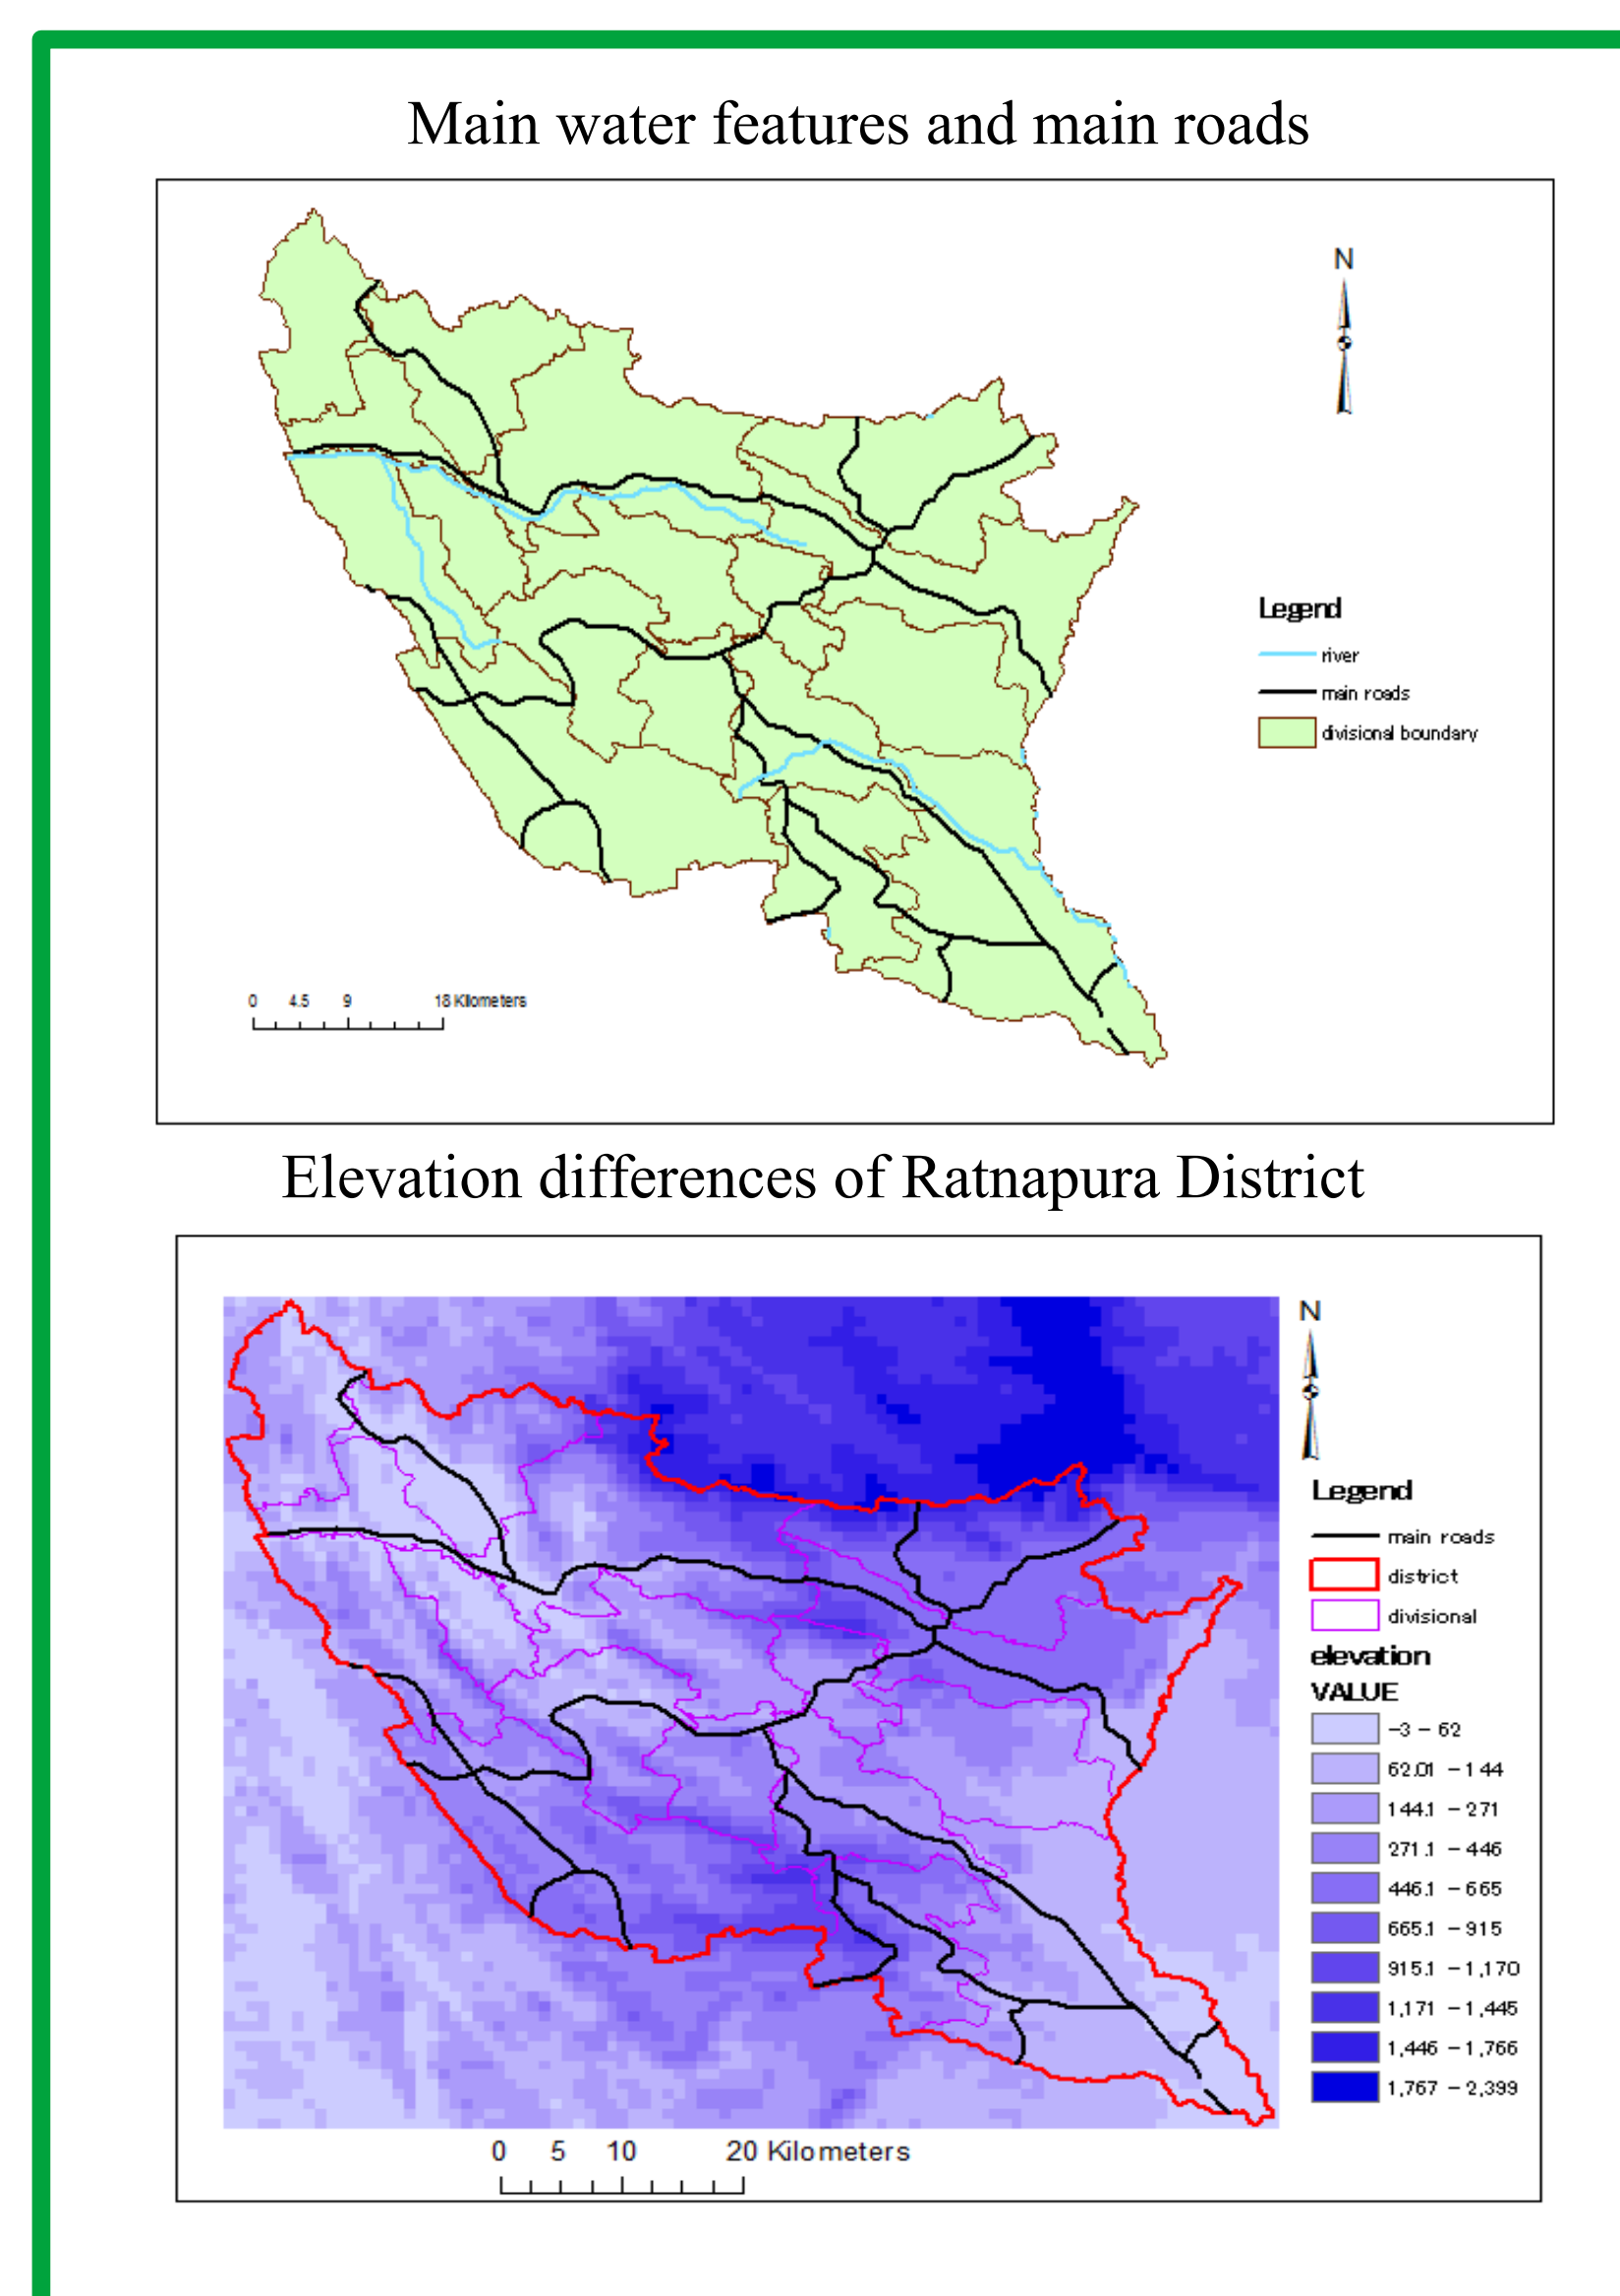 Main water features and main roads
N
Legend
river
main roads
divisional boundary
0 4.5 9 18 Kilometers
Elevation differences of Ratnapura District
N
Legend
main roads
district
divisional
elevation
VALUE
-3 - 62
62.01 - 144
144.1 - 271
271.1 - 446
446.1 - 665
665.1 - 915
915.1 - 1,170
1,171 - 1,445
1,446 - 1,766
1,767 - 2,399
0 5 10 20 Kilometers